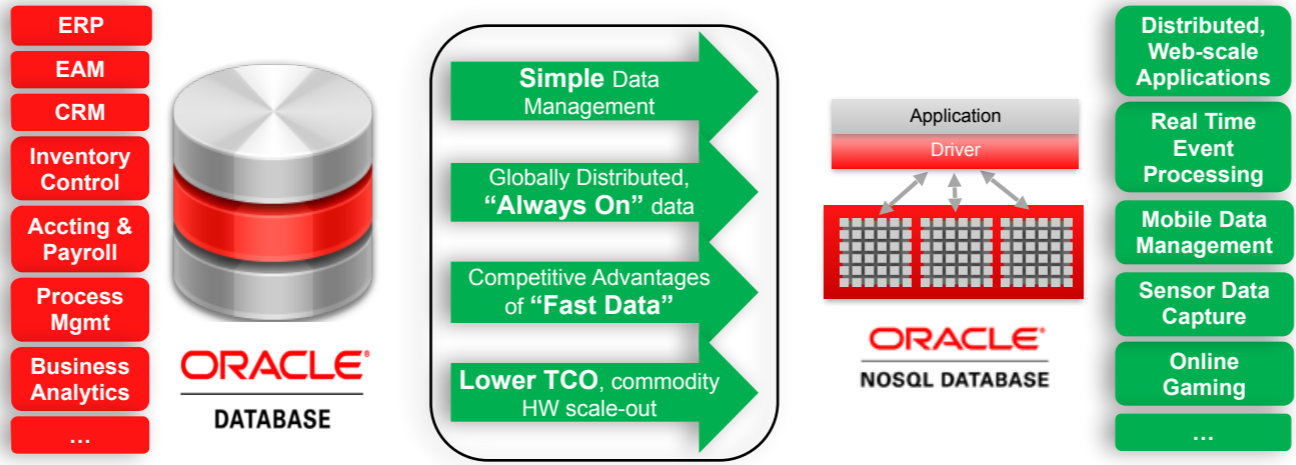 ERP
EAM
CRM
Inventory
Control
Accting &
Payroll
Process
Mgmt
Business
Analytics
...
ORACLE®
DATABASE
Simple Data
Management
Globally Distributed,
“Always On” data
Competitive Advantages
of “Fast Data”
Lower TCO, commodity
HW scale-out
Application
Driver
ORACLE®
NOSQL DATABASE
Distributed,
Web-scale
Applications
Real Time
Event
Processing
Mobile Data
Management
Sensor Data
Capture
Online
Gaming
...